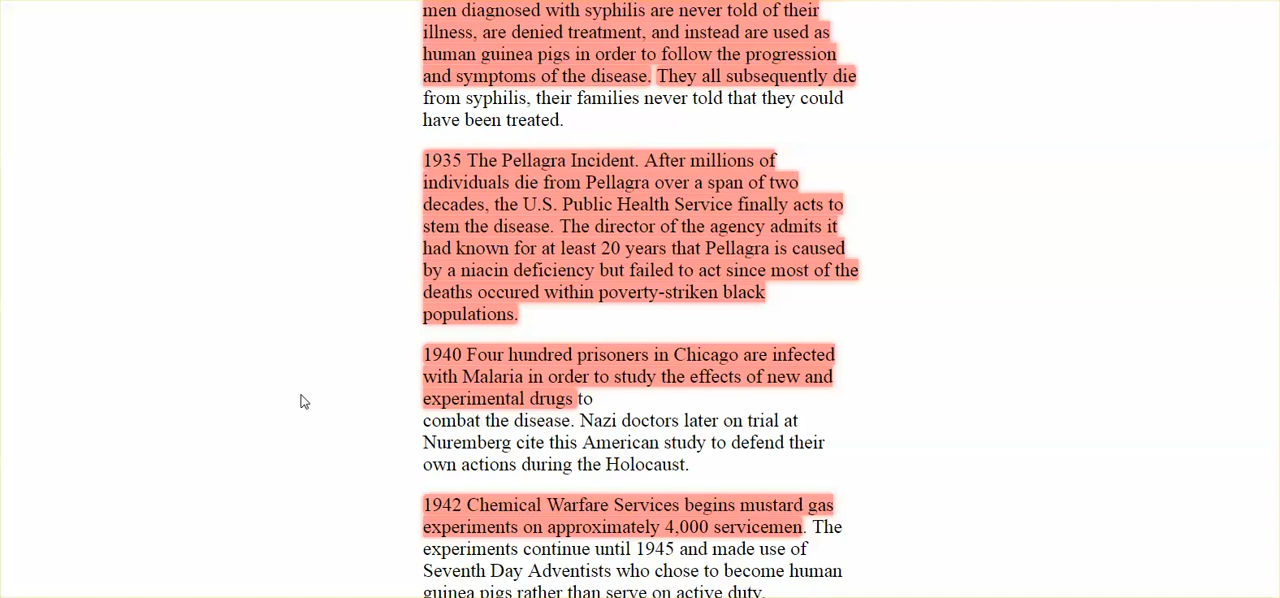 men diagnosed with syphilis are never told of their
illness, are denied treatment, and instead are used as
human guinea pigs in order to follow the progression
and symptoms of the disease. They all subsequently die
from syphilis, their families never told that they could
have been treated.
1935 The Pellagra Incident. After millions of
individuals die from Pellagra over a span of two
decades, the U.S. Public Health Service finally acts to
stem the disease. The director of the agency admits it
had known for at least 20 years that Pellagra is caused
by a niacin deficiency but failed to act since most of the
deaths occured within poverty-striken black
populations.
1940 Four hundred prisoners in Chicago are infected
with Malaria in order to study the effects of new and
experimental drugs to
combat the disease. Nazi doctors later on trial at
Nuremberg cite this American study to defend their
own actions during the Holocaust.
1942 Chemical Warfare Services begins mustard gas
experiments on approximately 4,000 servicemen. The
experiments continue until 1945 and made use of
Seventh Day Adventists who chose to become human
guinea pigs rather than serve on active duty.